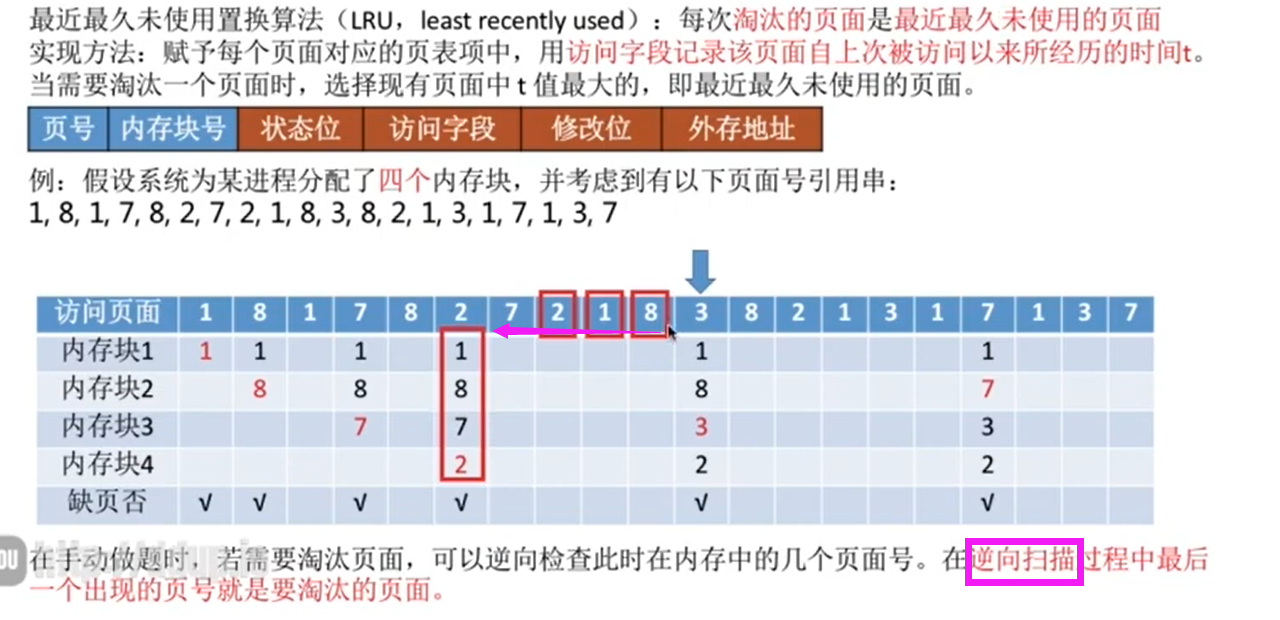 最近最久未使用置换算法（LRU，least recently used）：每次淘汰的页面是最近最久未使用的页面
实现方法：赋予每个页面对应的页表项中，用访问字段记录该页面自上次被访问以来所经历的时间t。
当需要淘汰一个页面时，选择现有页面中 t 值最大的，即最近最久未使用的页面。
页号 内存块号 状态位 访问字段 修改位 外存地址
例：假设系统为某进程分配了四个内存块，并考虑到有以下页面号引用串：
1, 8, 1, 7, 8, 2, 7, 2, 1, 8, 3, 8, 2, 1, 3, 1, 7, 1, 3, 7
访问页面 1 8 1 7 8 2 7 2 1 8 3 8 2 1 3 1 7 1 3 7
内存块1 1 1 1 1 1 1
内存块2 8 8 8 8 7
内存块3 7 7 3 3
内存块4 2 2 2
缺页否 √ √ √ √ √ √
在手动做题时，若需要淘汰页面，可以逆向检查此时在内存中的几个页面号。在逆向扫描过程中最后
一个出现的页号就是要淘汰的页面。